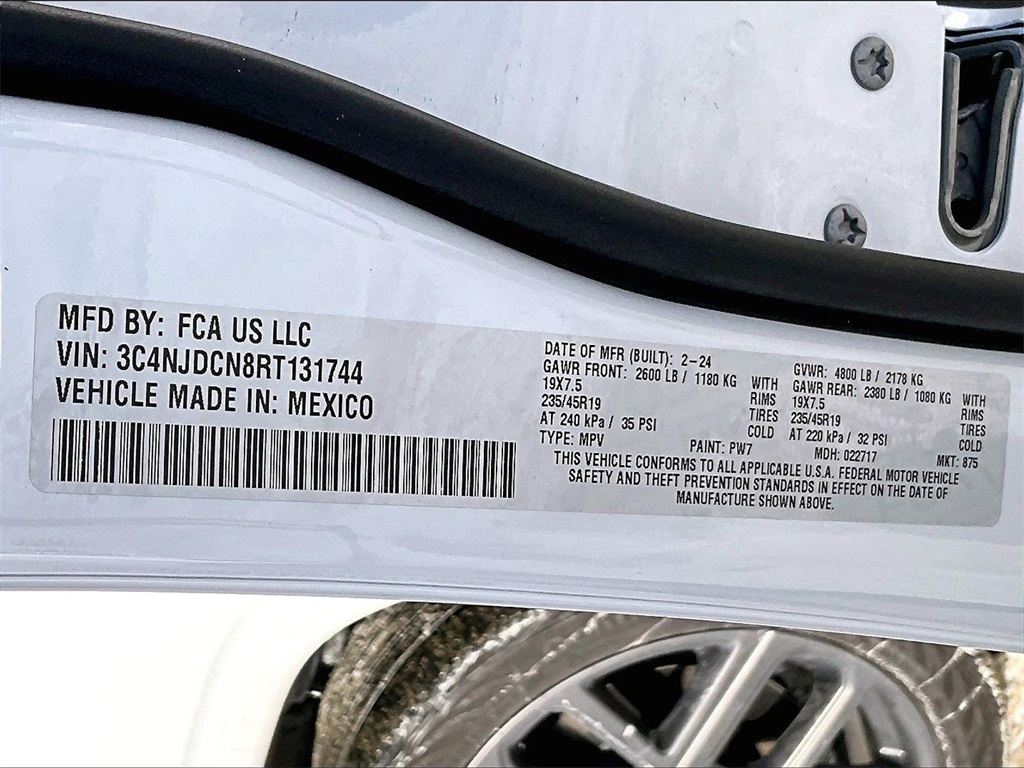 MFD BY: FCA US LLC
VIN: 3C4NJDCN8RT131744
VEHICLE MADE IN: MEXICO
DATE OF MFR (BUILT): 2-24
GAWR FRONT: 2600 LB / 1180 KG WITH
19X7.5 RIMS
235/45R19 TIRES
AT 240 kPa / 35 PSI COLD
GVWR: 4800 LB / 2178 KG
GAWR REAR: 2380 LB / 1080 KG WITH
19X7.5 RIMS
235/45R19 TIRES
AT 220 kPa / 32 PSI COLD
TYPE: MPV PAINT: PW7 MDH: 022717 MKT: 875
THIS VEHICLE CONFORMS TO ALL APPLICABLE U.S.A. FEDERAL MOTOR VEHICLE
SAFETY AND THEFT PREVENTION STANDARDS IN EFFECT ON THE DATE OF
MANUFACTURE SHOWN ABOVE.